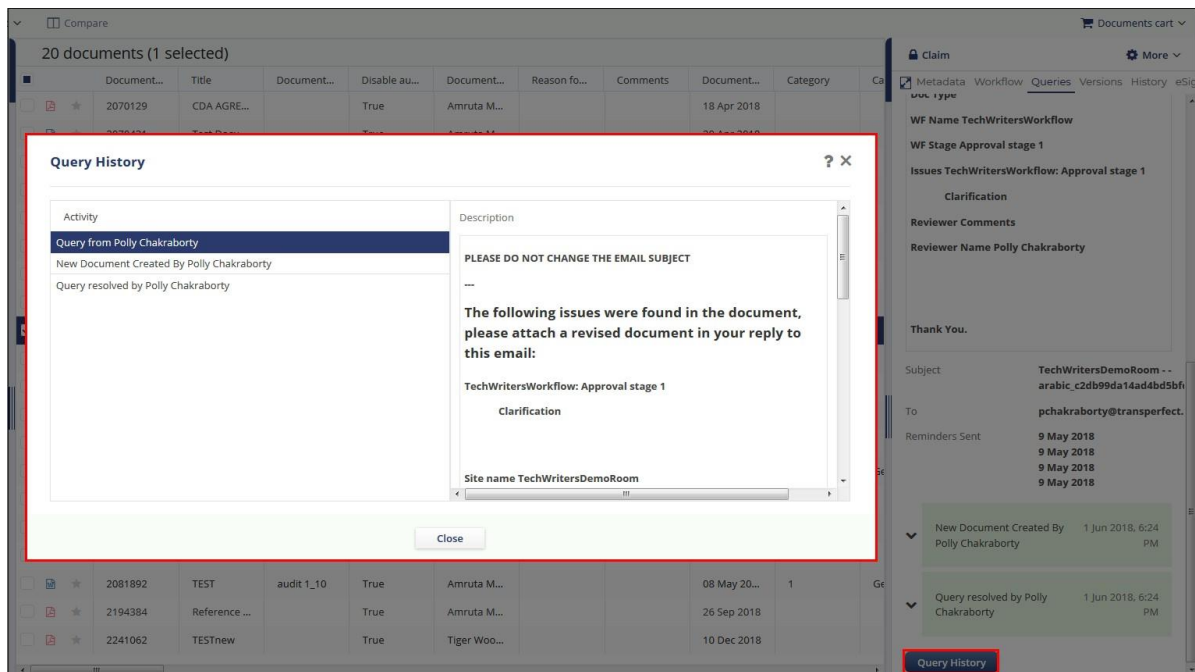 Compare
Documents cart
20 documents (1 selected)
Claim
More
Document... Title Document... Disable au... Document... Reason fo... Comments Document... Category Ca
Metadata Workflow Queries Versions History eSig
2070129 CDA AGRE... True Amruta M... 18 Apr 2018
Doc Type
WF Name TechWritersWorkflow
WF Stage Approval stage 1
Issues TechWritersWorkflow: Approval stage 1
Clarification
Reviewer Comments
Reviewer Name Polly Chakraborty
Thank You.
Subject TechWritersDemoRoom - -
arabic_c2db99da14ad4bd5bf
To pchakraborty@transperfect.
Reminders Sent 9 May 2018
9 May 2018
9 May 2018
9 May 2018
New Document Created By 1 Jun 2018, 6:24
Polly Chakraborty PM
Query resolved by Polly 1 Jun 2018, 6:24
Chakraborty PM
Query History
Query History
? ×
Activity
Query from Polly Chakraborty
New Document Created By Polly Chakraborty
Query resolved by Polly Chakraborty
Description
PLEASE DO NOT CHANGE THE EMAIL SUBJECT
---
The following issues were found in the document,
please attach a revised document in your reply to
this email:
TechWritersWorkflow: Approval stage 1
Clarification
Site name TechWritersDemoRoom
Close
Ge
2081892 TEST audit 1_10 True Amruta M... 08 May 20... 1 Ge
2194384 Reference ... True Amruta M... 26 Sep 2018
2241062 TESTnew True Tiger Woo... 10 Dec 2018